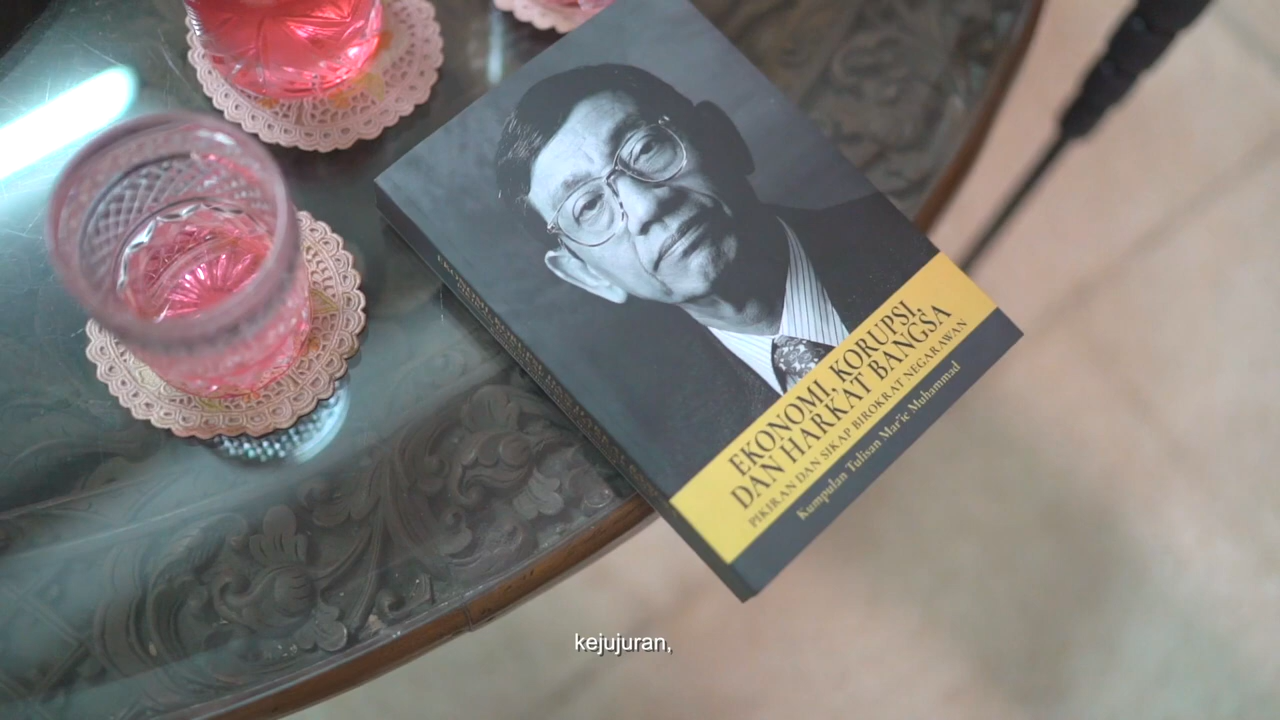 EKONOMI, KORUPSI,
DAN HARKAT BANGSA
PIKIRAN DAN SIKAP BIROKRAT NEGARAWAN
Kumpulan Tulisan Mar'ie Muhammad
kejujuran,